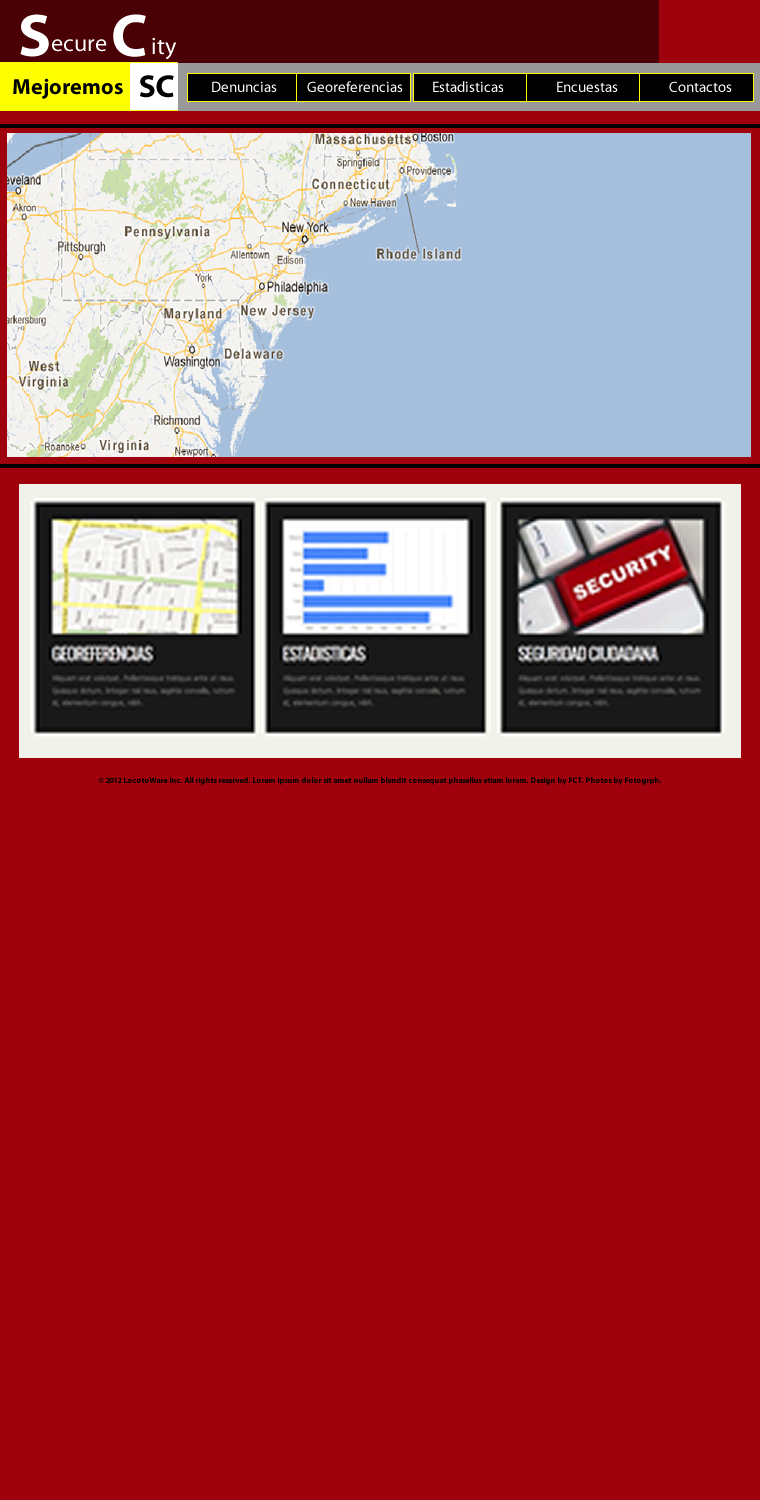 Secure City
Mejoremos SC
Denuncias Georeferencias Estadisticas Encuestas Contactos
Massachusetts Boston
Springfield
Providence
Connecticut
New Haven
eveland
Akron
Pennsylvania
New York
Pittsburgh
Allentown Edison
Rhode Island
York
Philadelphia
Maryland New Jersey
arkersburg
Washington Delaware
West
Virginia
Richmond
Roanoke Virginia Newport
SECURITY
GEOREFERENCIAS ESTADISTICAS SEGURIDAD CIUDADANA
© 2012 LocotoWare Inc. All rights reserved. Lorem ipsum dolor sit amet nullam blandit consequat phasellus etiam lorem. Design by FCT. Photos by Fotogrph.